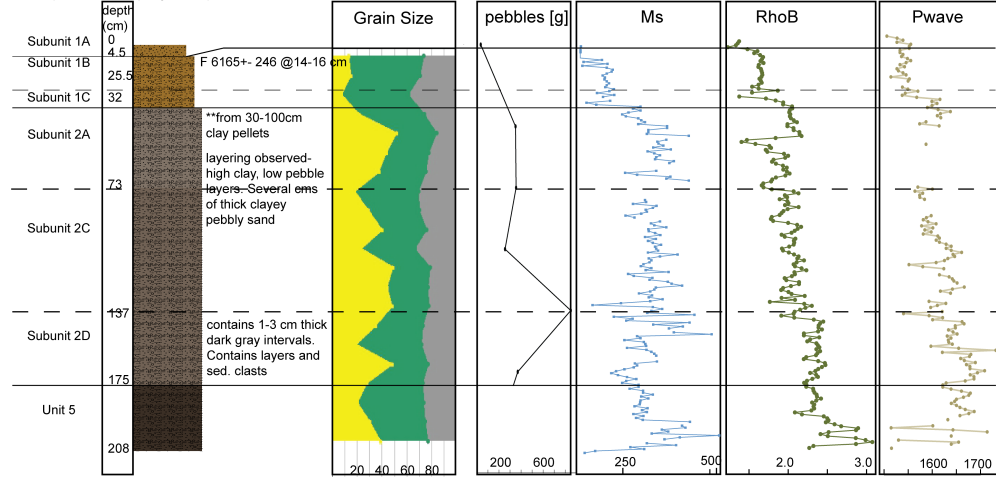 depth
(cm)
Grain Size
pebbles [g]
Ms
RhoB
Pwave
Subunit 1A
0
4.5
Subunit 1B
F 6165+- 246 @14-16 cm
25.5
Subunit 1C
32
**from 30-100cm
clay pellets
Subunit 2A
layering observed-
high clay, low pebble
layers. Several cms
of thick clayey
pebbly sand
73
Subunit 2C
137
contains 1-3 cm thick
dark gray intervals.
Contains layers and
sed. clasts
Subunit 2D
175
Unit 5
208
20 40 60 80
200 600
250 500
2.0 3.0
1600 1700